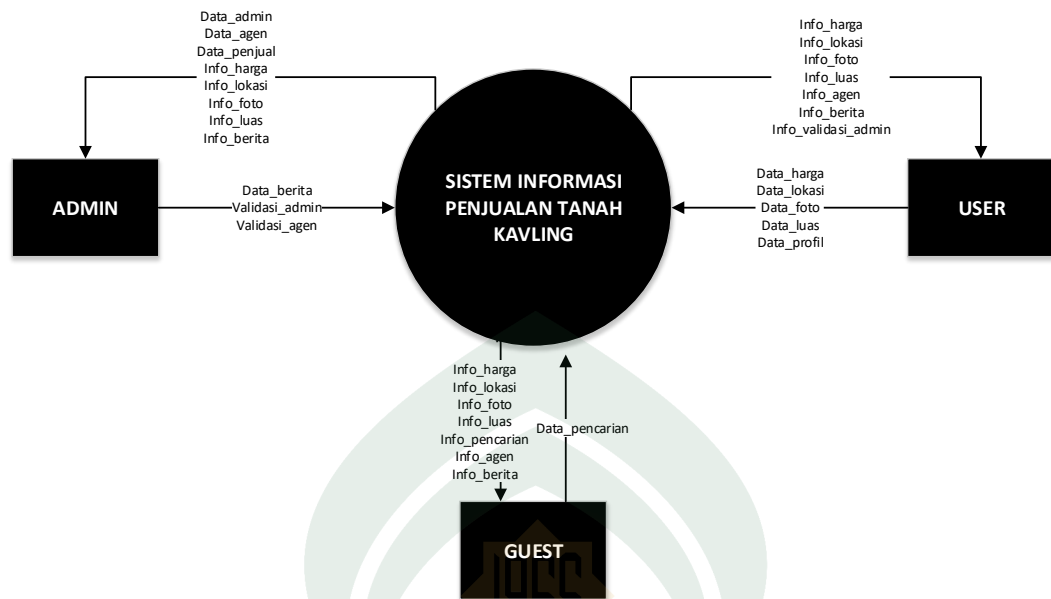 Data_admin
Data_agen
Data_penjual
Info_harga
Info_lokasi
Info_foto
Info_luas
Info_berita
Info_harga
Info_lokasi
Info_foto
Info_luas
Info_agen
Info_berita
Info_validasi_admin
ADMIN
Data_berita
Validasi_admin
Validasi_agen
SISTEM INFORMASI
PENJUALAN TANAH
KAVLING
Data_harga
Data_lokasi
Data_foto
Data_luas
Data_profil
USER
Info_harga
Info_lokasi
Info_foto
Info_luas
Info_pencarian
Info_agen
Info_berita
Data_pencarian
GUEST